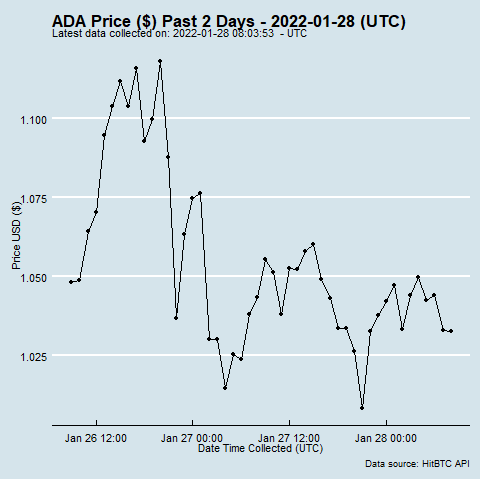 ADA Price ($) Past 2 Days - 2022-01-28 (UTC)
Latest data collected on: 2022-01-28 08:03:53 - UTC
1.100
1.075
1.050
1.025
Price USD ($)
Jan 26 12:00 Jan 27 00:00 Jan 27 12:00 Jan 28 00:00
Date Time Collected (UTC)
Data source: HitBTC API